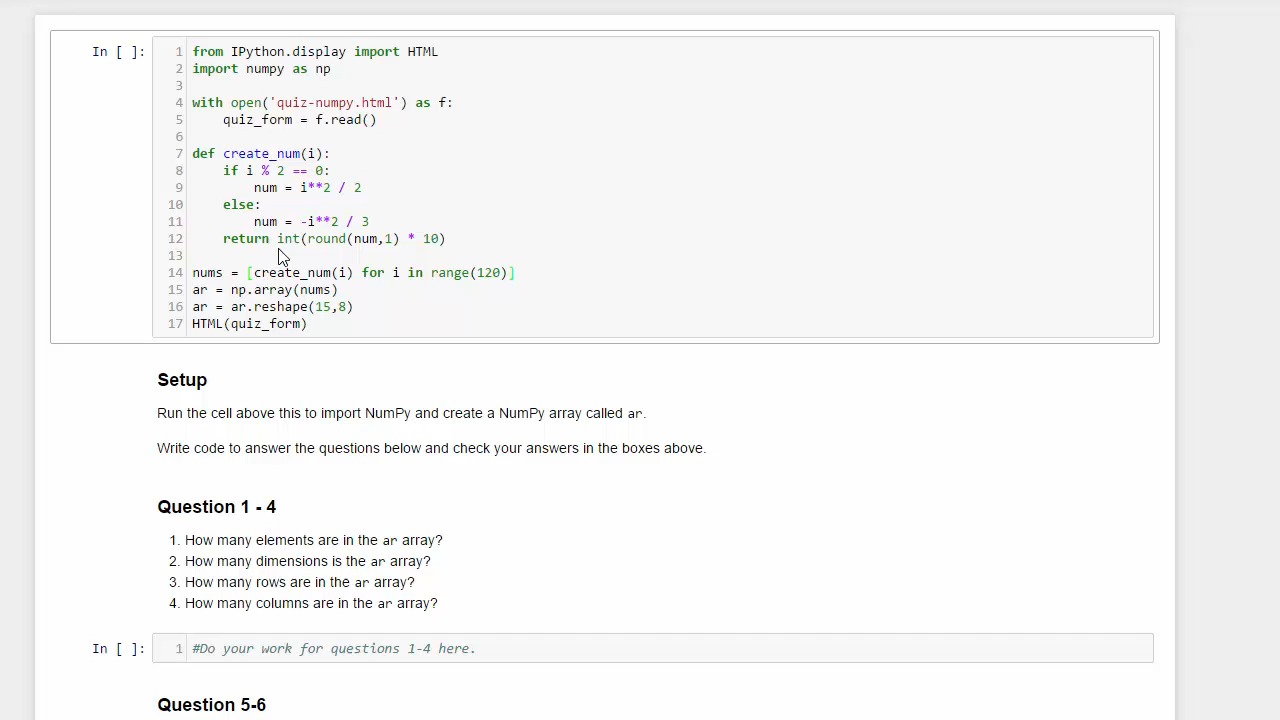 In [ ]:
1 from IPython.display import HTML
2 import numpy as np
3
4 with open('quiz-numpy.html') as f:
5     quiz_form = f.read()
6
7 def create_num(i):
8     if i % 2 == 0:
9         num = i**2 / 2
10     else:
11         num = -i**2 / 3
12     return int(round(num,1) * 10)
13
14 nums = [create_num(i) for i in range(120)]
15 ar = np.array(nums)
16 ar = ar.reshape(15,8)
17 HTML(quiz_form)
Setup
Run the cell above this to import NumPy and create a NumPy array called ar.
Write code to answer the questions below and check your answers in the boxes above.
Question 1 - 4
1. How many elements are in the ar array?
2. How many dimensions is the ar array?
3. How many rows are in the ar array?
4. How many columns are in the ar array?
In [ ]: 1 #Do your work for questions 1-4 here.
Question 5-6